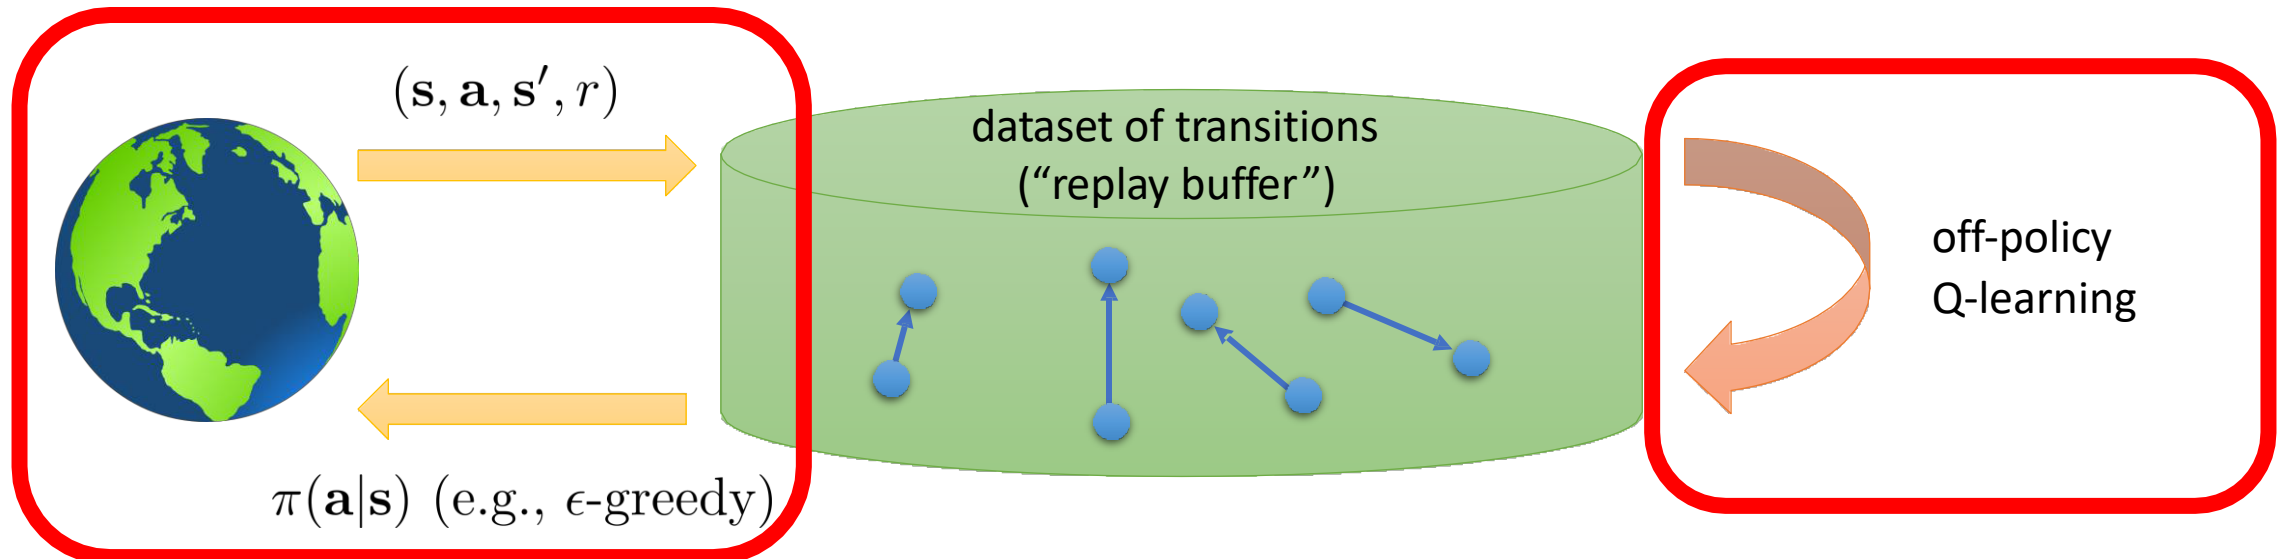 (s, a, s′, r)
dataset of transitions
(“replay buffer”)
off-policy
Q-learning
π(a|s) (e.g., ϵ-greedy)